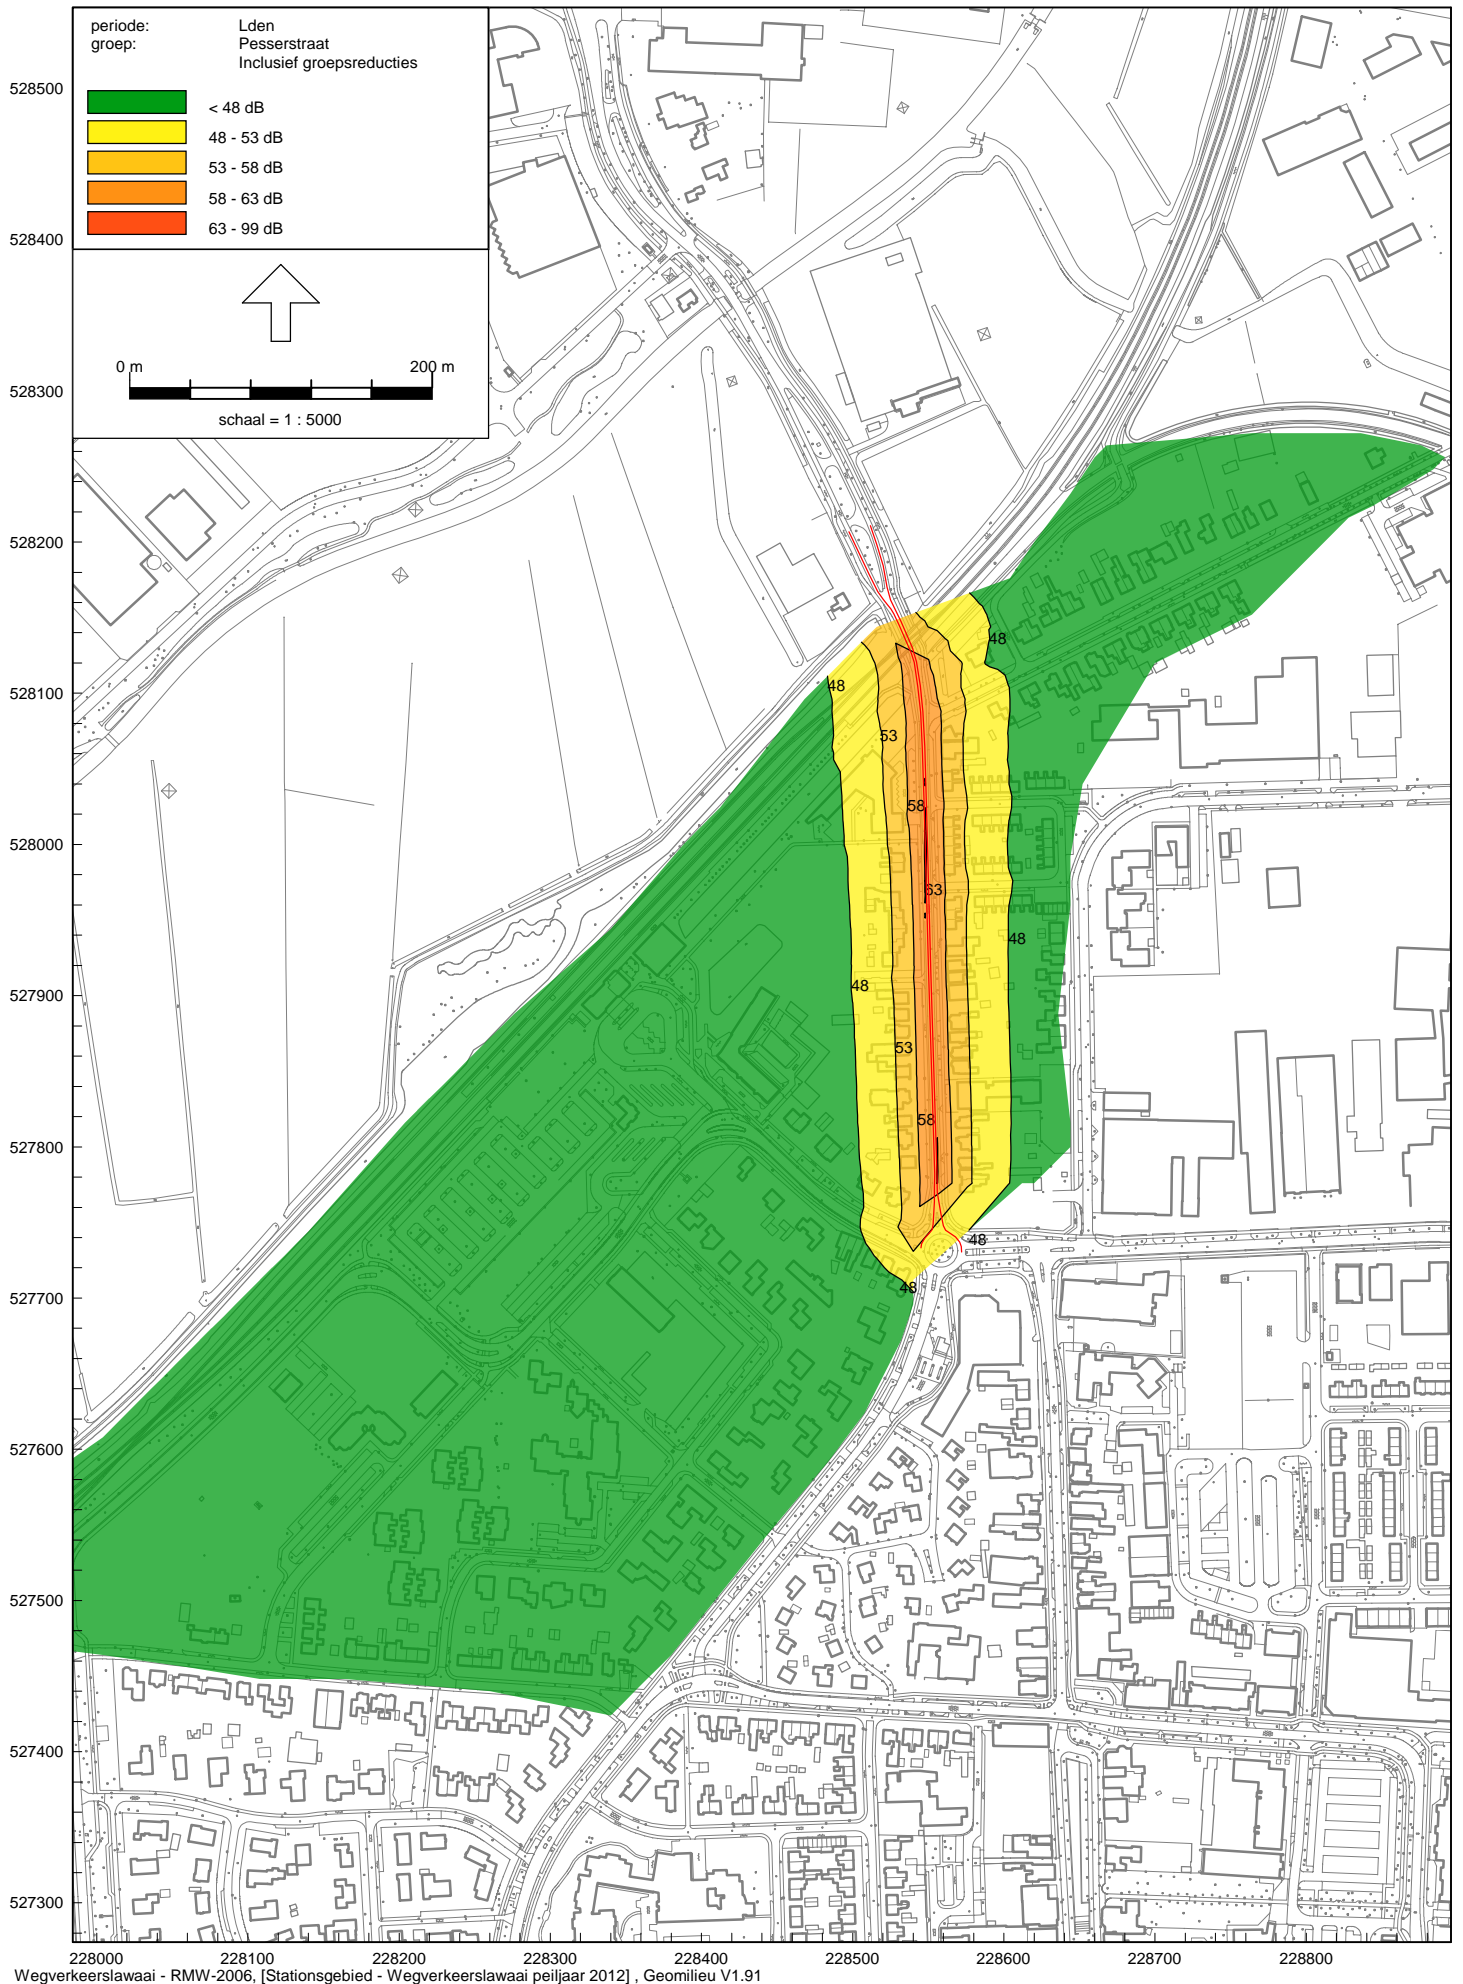 periode: Lden
groep: Pesserstraat
Inclusief groepsreducties
< 48 dB
48 - 53 dB
53 - 58 dB
58 - 63 dB
63 - 99 dB
0 m 200 m
schaal = 1 : 5000
528500
528400
528300
528200
528100
528000
527900
527800
527700
527600
527500
527400
527300
48
48
53
58
63
48
48
53
58
48
48
228000 228100 228200 228300 228400 228500 228600 228700 228800
Wegverkeerslawaai - RMW-2006, [Stationsgebied - Wegverkeerslawaai peiljaar 2012] , Geomilieu V1.91